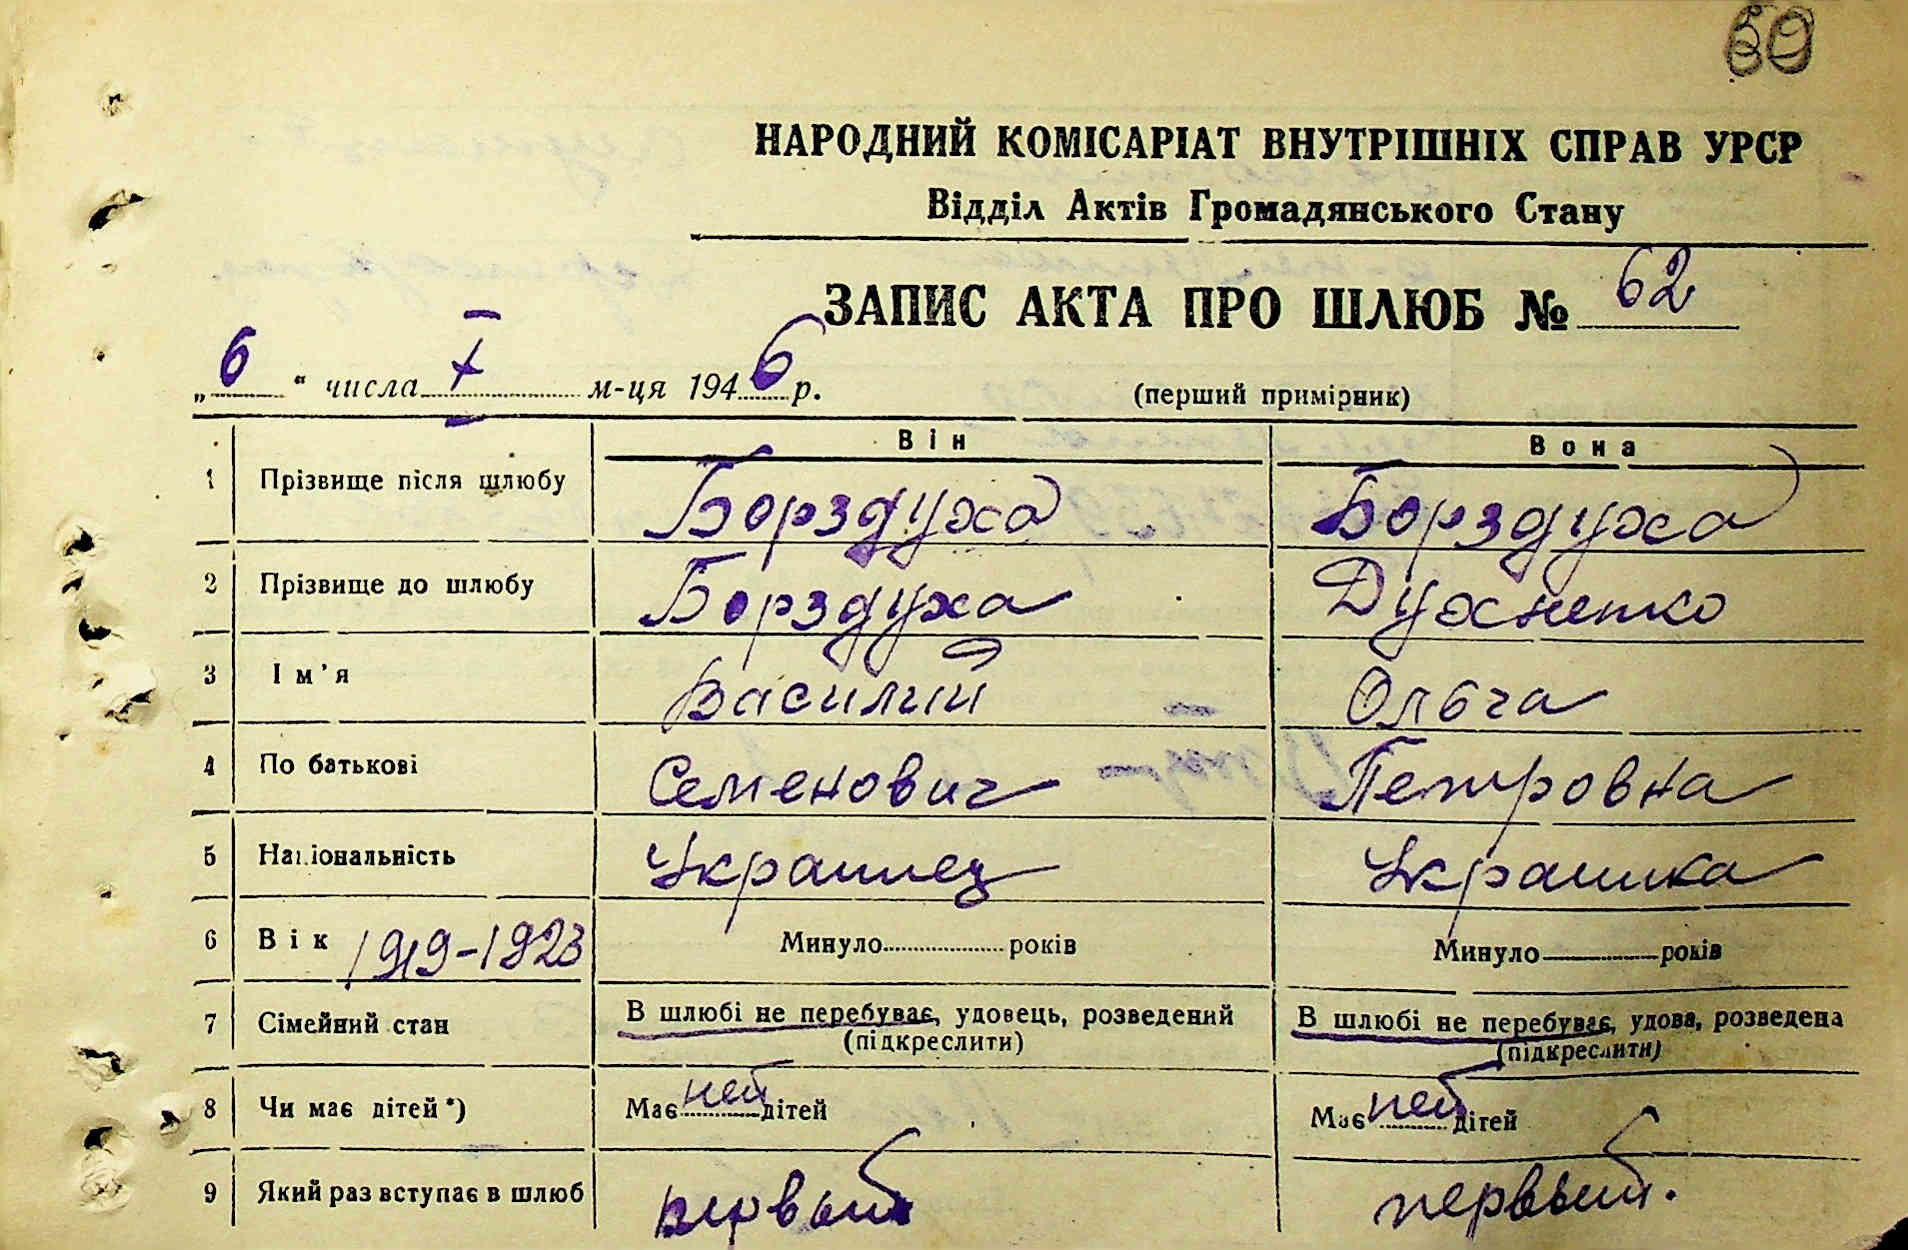 НАРОДНИЙ КОМІСАРІАТ ВНУТРІШНІХ СПРАВ УРСР
Відділ Актів Громадянського Стану
ЗАПИС АКТА ПРО ШЛЮБ № 62
„ 6 “ числа I м-ця 1946 р. (перший примірник)
Він Вона
1 Прізвище після шлюбу Борздуха Борздуха
2 Прізвище до шлюбу Борздуха Духненко
3 Ім'я Василий Ольга
4 По батькові Семенович Петровна
5 Національність Украинец Украинка
6 Вік 1919-1923 Минуло років Минуло років
7 Сімейний стан В шлюбі не перебуває, удовець, розведений (підкреслити) В шлюбі не перебуває, удова, розведена (підкреслити)
8 Чи має дітей*) Має нет дітей Має нет дітей
9 Який раз вступає в шлюб первый первый.